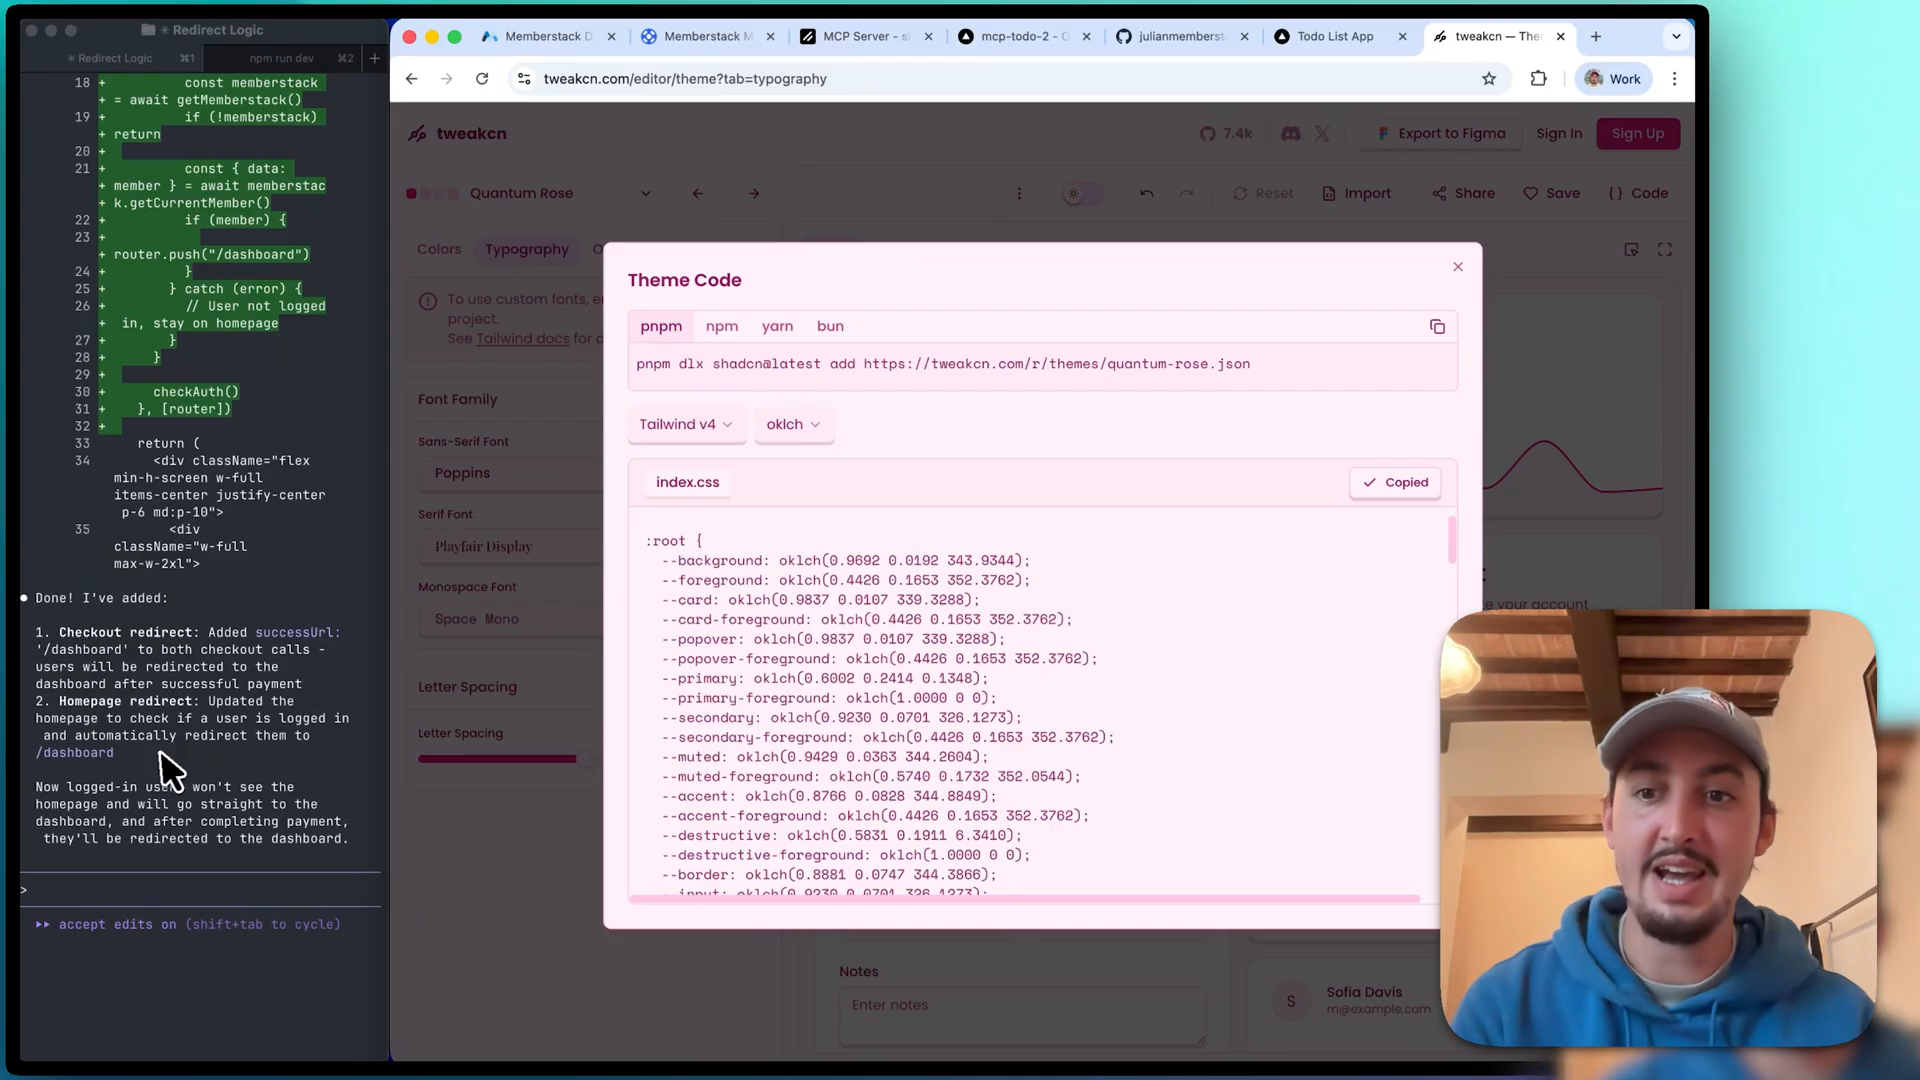 ✳ Redirect Logic
✳ Redirect Logic ⌘1
npm run dev ⌘2
+
18 + const memberstack
+ = await getMemberstack()
19 + if (!memberstack)
+ return
20 +
21 + const { data:
+ member } = await memberstac
+ k.getCurrentMember()
22 + if (member) {
23 +
+ router.push("/dashboard")
24 + }
25 + } catch (error) {
26 + // User not logged
+ in, stay on homepage
27 + }
28 + }
29 +
30 + checkAuth()
31 + }, [router])
32 +
33 return (
34 <div className="flex
min-h-screen w-full
items-center justify-center
p-6 md:p-10">
35 <div
className="w-full
max-w-2xl">
Done! I've added:
1. Checkout redirect: Added successUrl:
'/dashboard' to both checkout calls -
users will be redirected to the
dashboard after successful payment
2. Homepage redirect: Updated the
homepage to check if a user is logged in
and automatically redirect them to
/dashboard
Now logged-in won't see the
homepage and will go straight to the
dashboard, and after completing payment,
they'll be redirected to the dashboard.
>
accept edits on (shift+tab to cycle)
Memberstack D
Memberstack M
MCP Server - s
mcp-todo-2 -
julianmemberst
Todo List App
tweakcn — The
tweakcn.com/editor/theme?tab=typography
Work
tweakcn
7.4k
Export to Figma
Sign In
Sign Up
Quantum Rose
Reset
Import
Share
Save
{ } Code
Colors
Typography
To use custom fonts,
project.
See Tailwind docs for
Font Family
Sans-Serif Font
Poppins
Serif Font
Playfair Display
Monospace Font
Space Mono
Letter Spacing
Letter Spacing
Theme Code
pnpm npm yarn bun
pnpm dlx shadcn@latest add https://tweakcn.com/r/themes/quantum-rose.json
Tailwind v4
oklch
index.css
Copied
:root {
--background: oklch(0.9692 0.0192 343.9344);
--foreground: oklch(0.4426 0.1653 352.3762);
--card: oklch(0.9837 0.0107 339.3288);
--card-foreground: oklch(0.4426 0.1653 352.3762);
--popover: oklch(0.9837 0.0107 339.3288);
--popover-foreground: oklch(0.4426 0.1653 352.3762);
--primary: oklch(0.6002 0.2414 0.1348);
--primary-foreground: oklch(1.0000 0 0);
--secondary: oklch(0.9230 0.0701 326.1273);
--secondary-foreground: oklch(0.4426 0.1653 352.3762);
--muted: oklch(0.9429 0.0363 344.2604);
--muted-foreground: oklch(0.5740 0.1732 352.0544);
--accent: oklch(0.8766 0.0828 344.8849);
--accent-foreground: oklch(0.4426 0.1653 352.3762);
--destructive: oklch(0.5831 0.1911 6.3410);
--destructive-foreground: oklch(1.0000 0 0);
--border: oklch(0.8881 0.0747 344.3866);
--input: oklch(0.9230 0.0701 326.1273);
your account
Notes
Enter notes
S
Sofia Davis
m@example.com